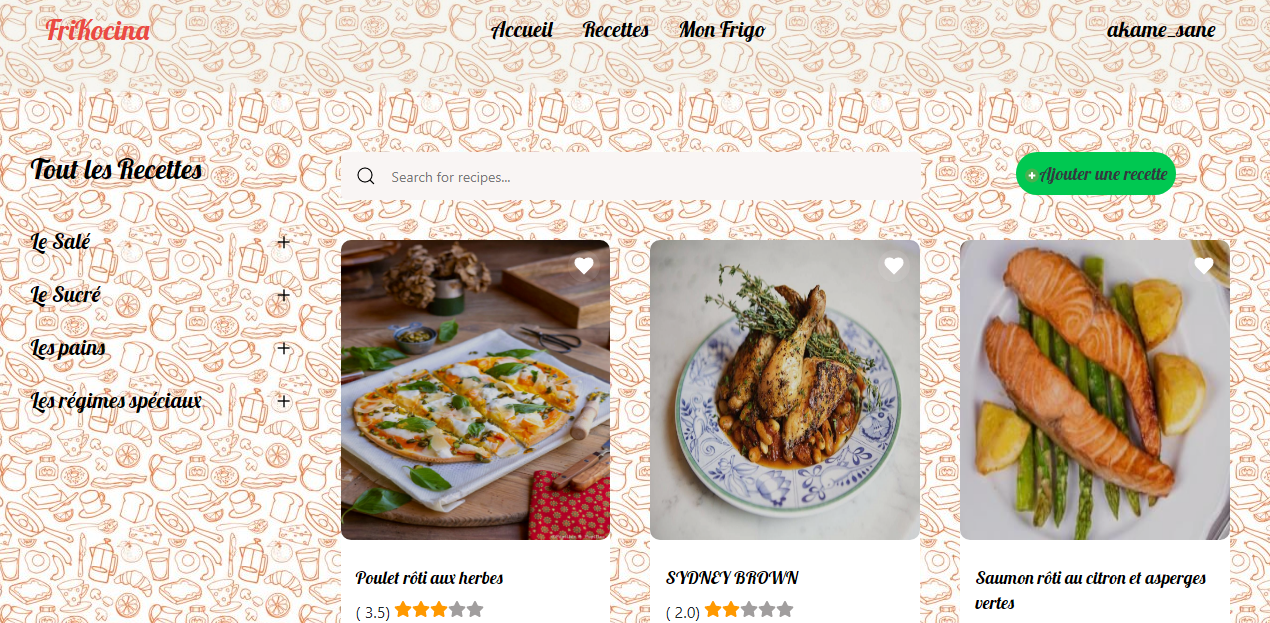 FriKocina
Accueil Recettes Mon Frigo
akame_sane
Tout les Recettes
Search for recipes...
Ajouter une recette
Le Salé +
Le Sucré +
Les pains +
Les régimes spéciaux +
Poulet rôti aux herbes
( 3.5)
SYDNEY BROWN
( 2.0)
Saumon rôti au citron et asperges
vertes